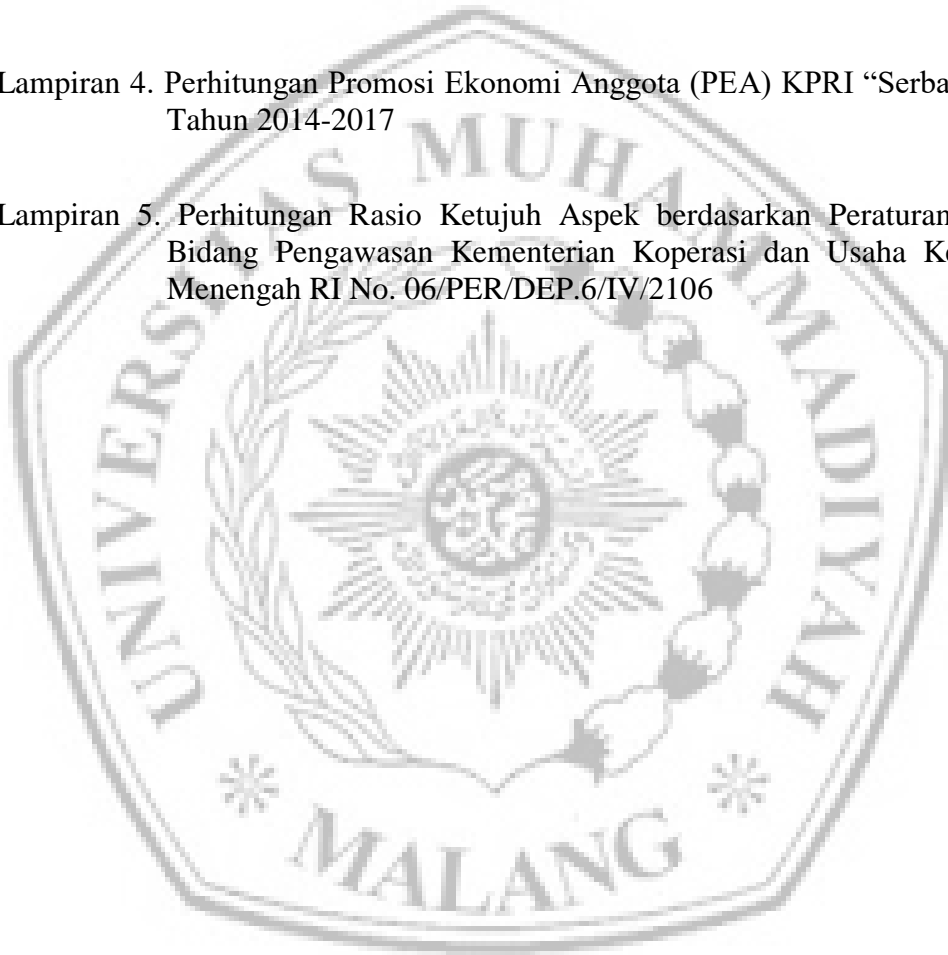 Lampiran 4. Perhitungan Promosi Ekonomi Anggota (PEA) KPRI “Serba
Tahun 2014-2017
Lampiran 5. Perhitungan Rasio Ketujuh Aspek berdasarkan Peraturan
Bidang Pengawasan Kementerian Koperasi dan Usaha Ke
Menengah RI No. 06/PER/DEP.6/IV/2106
UNIVERSITAS MUHAMMADIYAH
MALANG